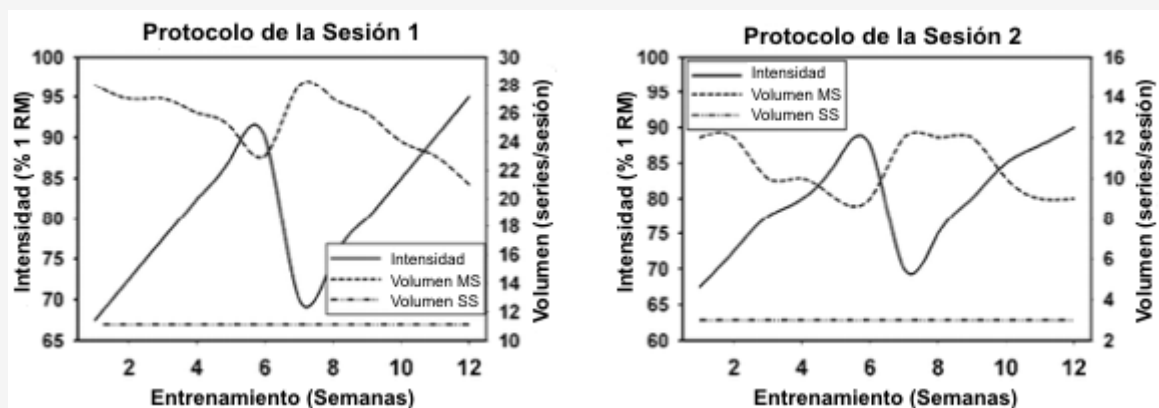 Protocolo de la Sesión 1
Intensidad (% 1 RM)
100
95
90
85
80
75
70
65
Intensidad
Volumen MS
Volumen SS
30
28
26
24
22
20
18
16
14
12
10
Volumen (series/sesión)
2 4 6 8 10 12
Entrenamiento (Semanas)
Protocolo de la Sesión 2
Intensidad (% 1 RM)
100
95
90
85
80
75
70
65
60
Intensidad
Volumen MS
Volumen SS
16
14
12
10
8
6
4
2
Volumen (series/sesión)
2 4 6 8 10 12
Entrenamiento (Semanas)